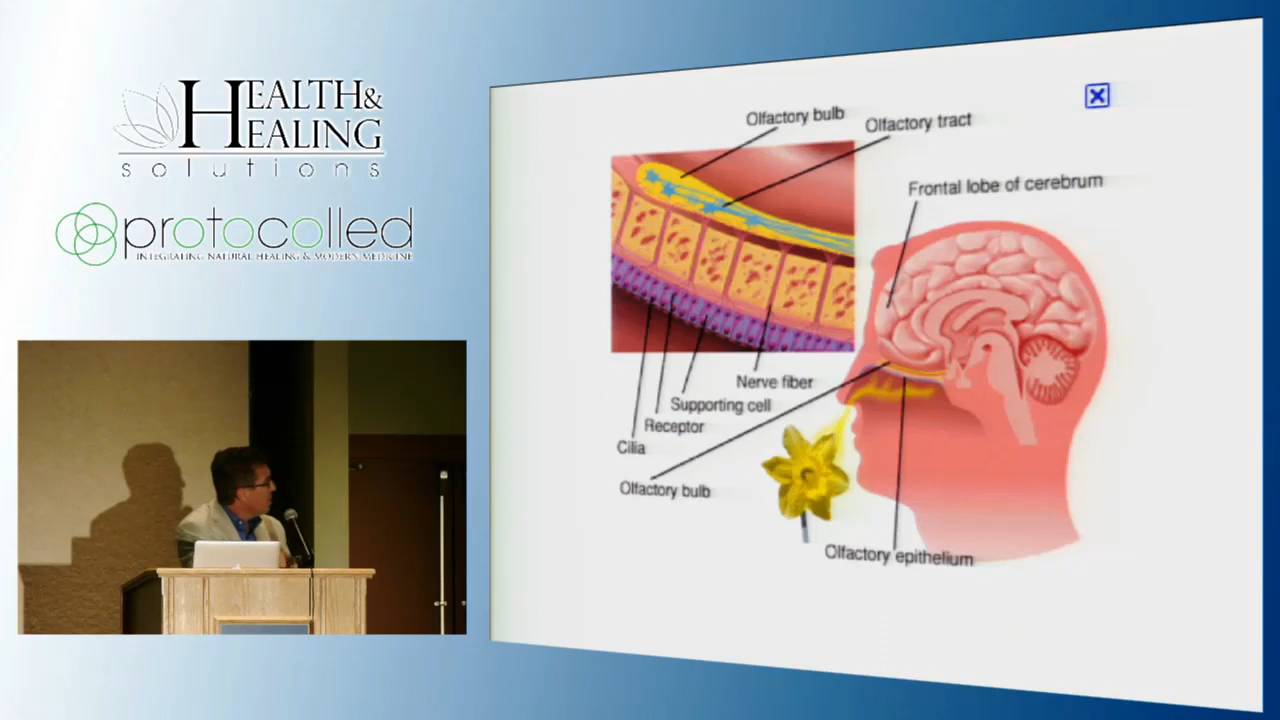 HEALTH&
HEALING
solutions
protocolled
INTEGRATING NATURAL HEALING & MODERN MEDICINE
Olfactory bulb
Olfactory tract
Frontal lobe of cerebrum
Nerve fiber
Supporting cell
Receptor
Cilia
Olfactory bulb
Olfactory epithelium